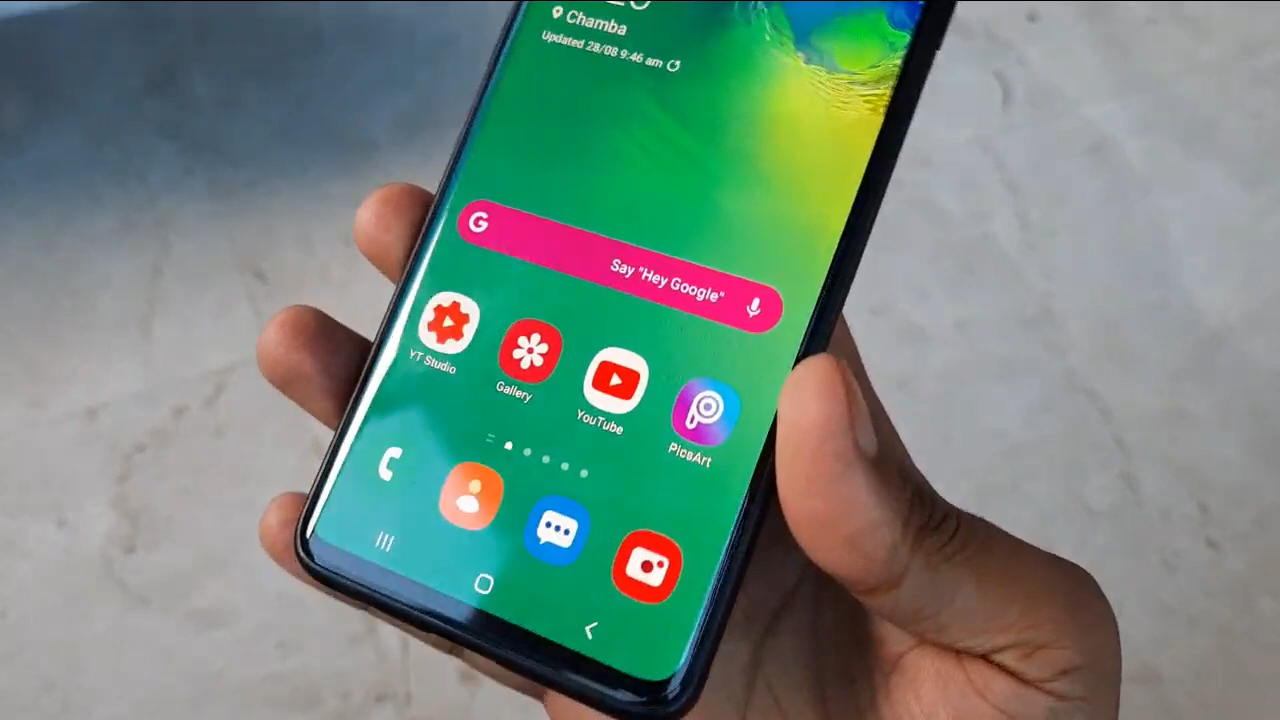 Chamba
Updated 28/08 9:46 am
G
Say "Hey Google"
YT Studio
Gallery
YouTube
PicsArt